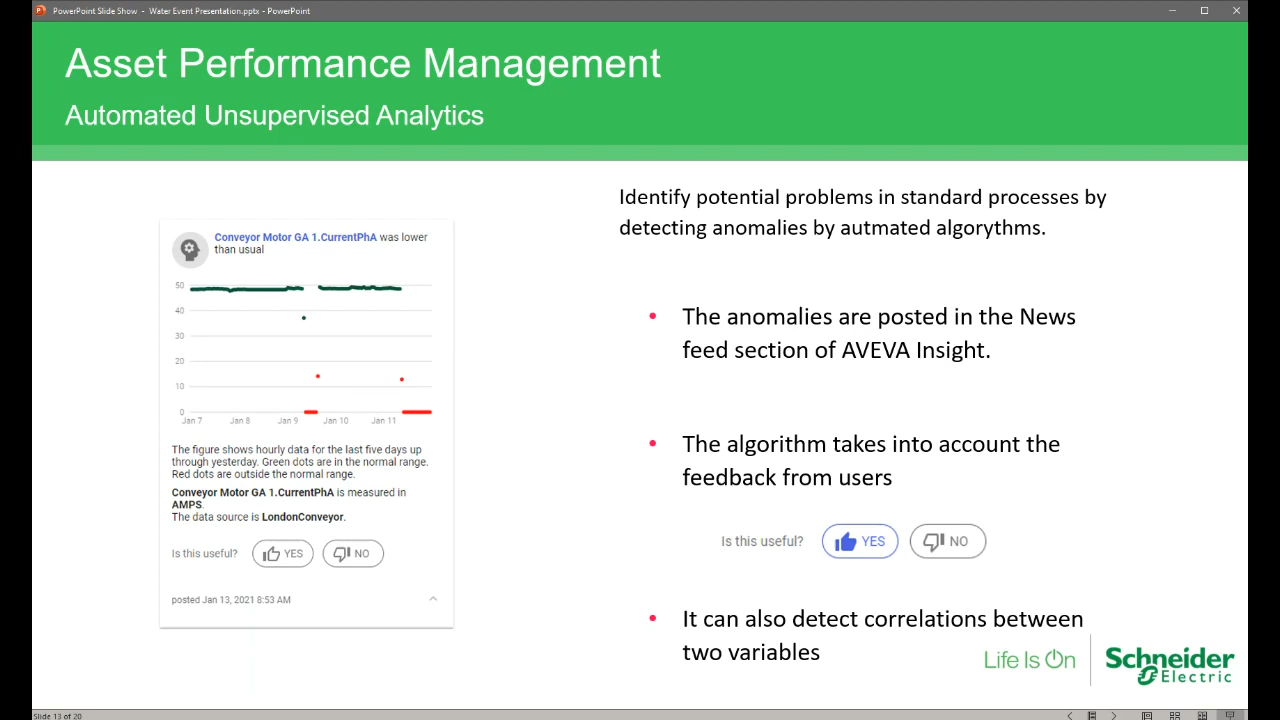 PowerPoint Slide Show - Water Event Presentation.pptx - PowerPoint
Asset Performance Management
Automated Unsupervised Analytics
Identify potential problems in standard processes by
detecting anomalies by autmated algorythms.
Conveyor Motor GA 1.CurrentPhA was lower
than usual
50
40
30
20
10
0
Jan 7 Jan 8 Jan 9 Jan 10 Jan 11
The figure shows hourly data for the last five days up
through yesterday. Green dots are in the normal range.
Red dots are outside the normal range.
Conveyor Motor GA 1.CurrentPhA is measured in
AMPS.
The data source is LondonConveyor.
Is this useful? YES NO
posted Jan 13, 2021 8:53 AM
• The anomalies are posted in the News
feed section of AVEVA Insight.
• The algorithm takes into account the
feedback from users
Is this useful? YES NO
• It can also detect correlations between
two variables
Life Is On
Schneider
Electric
Slide 13 of 20